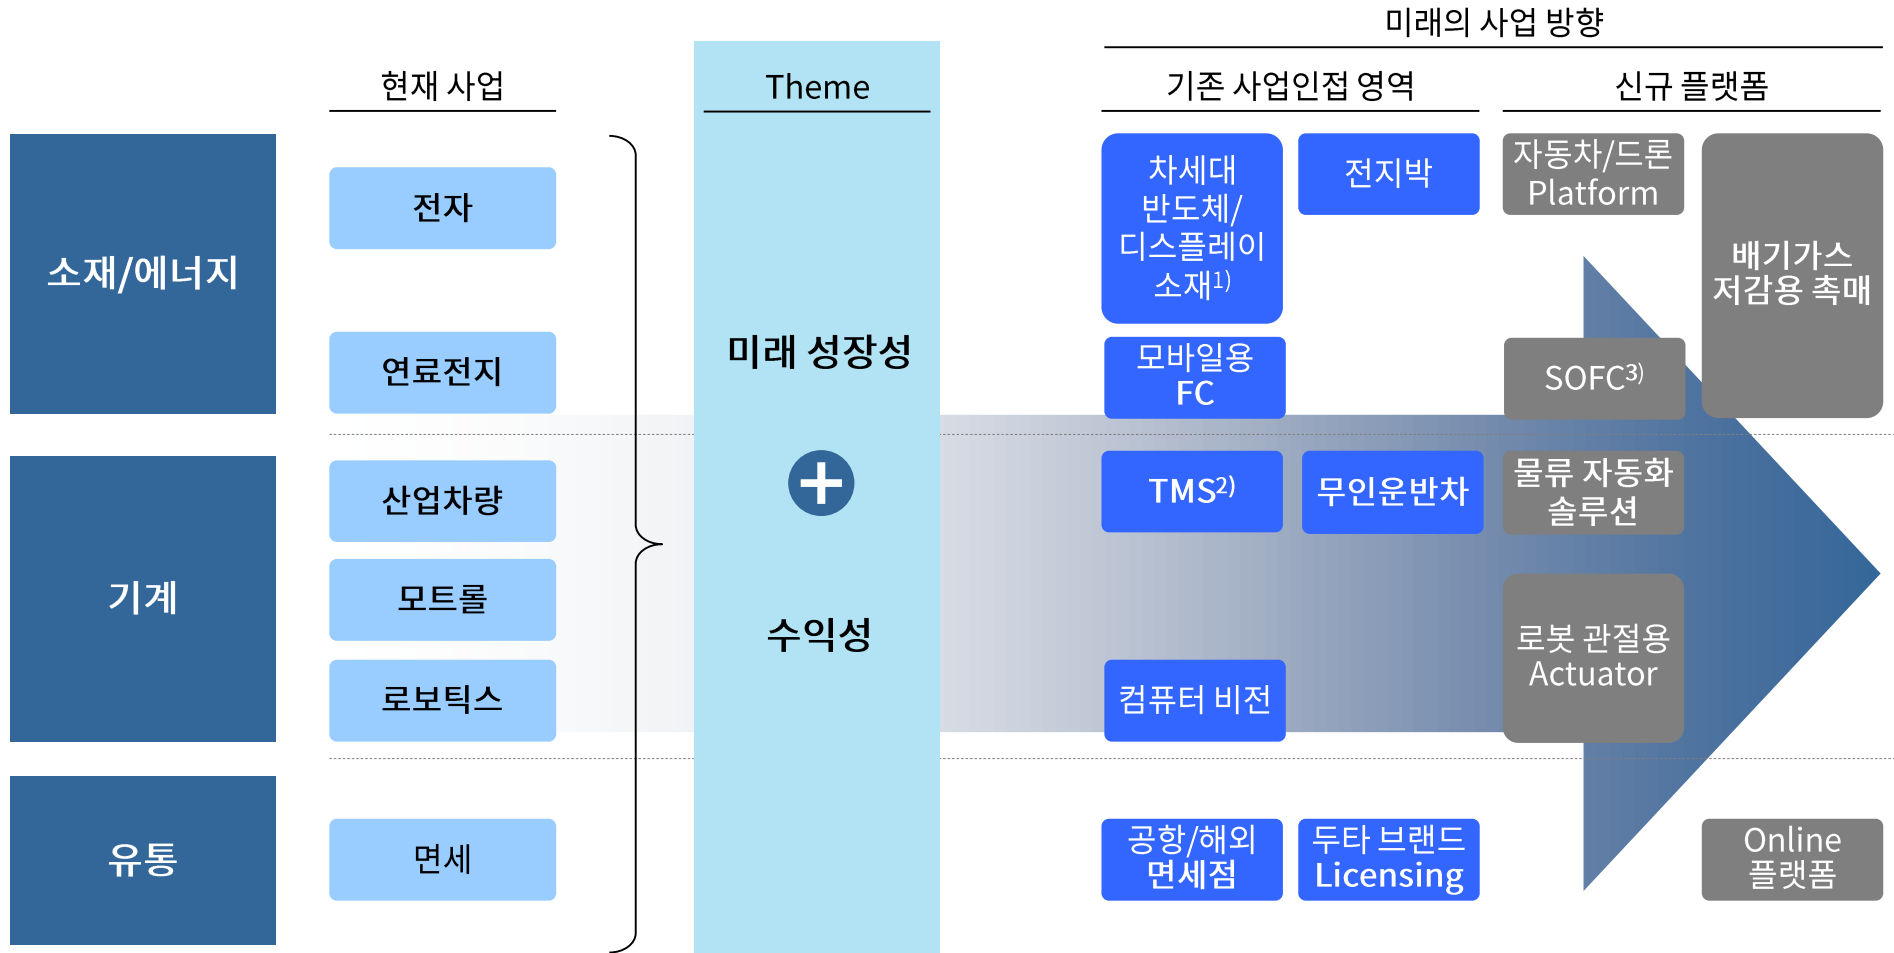 미래의 사업 방향
현재 사업
Theme
기존 사업인접 영역
신규 플랫폼
소재/에너지
전자
연료전지
차세대
반도체/
디스플레이
소재1)
전지박
자동차/드론
Platform
배기가스
저감용 촉매
모바일용
FC
SOFC3)
미래 성장성
+
수익성
기계
산업차량
모트롤
로보틱스
TMS2)
무인운반차
물류 자동화
솔루션
로봇 관절용
Actuator
컴퓨터 비전
유통
면세
공항/해외
면세점
두타 브랜드
Licensing
Online
플랫폼